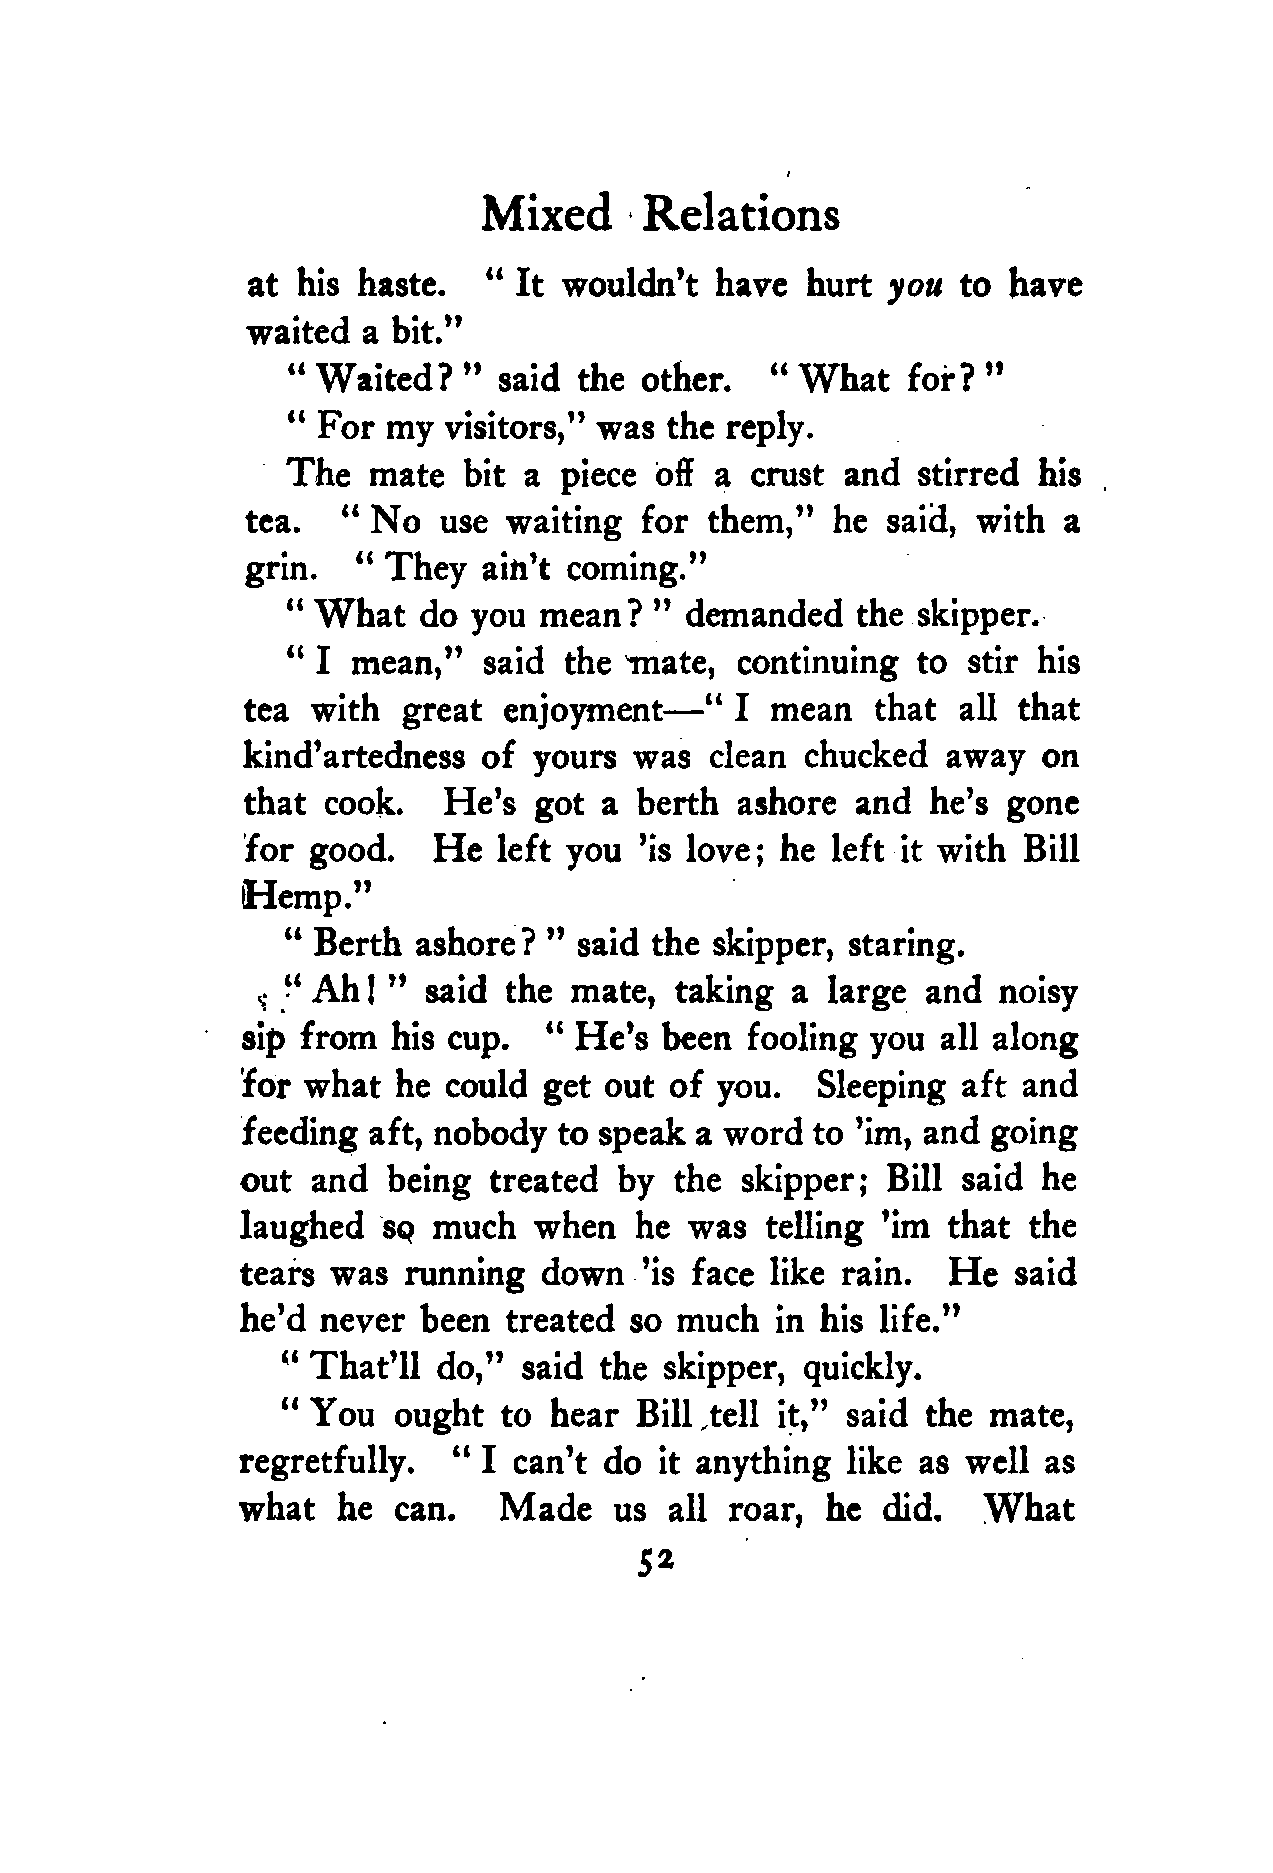 Mixed Relations
at his haste. " It wouldn't have hurt you to have
waited a bit."
" Waited? " said the other. " What for? "
" For my visitors," was the reply.
The mate bit a piece off a crust and stirred his
tea. " No use waiting for them," he said, with a
grin. " They ain't coming."
" What do you mean? " demanded the skipper.
" I mean," said the mate, continuing to stir his
tea with great enjoyment—" I mean that all that
kind'artedness of yours was clean chucked away on
that cook. He's got a berth ashore and he's gone
for good. He left you 'is love; he left it with Bill
Hemp."
" Berth ashore? " said the skipper, staring.
" Ah! " said the mate, taking a large and noisy
sip from his cup. " He's been fooling you all along
for what he could get out of you. Sleeping aft and
feeding aft, nobody to speak a word to 'im, and going
out and being treated by the skipper; Bill said he
laughed so much when he was telling 'im that the
tears was running down 'is face like rain. He said
he'd never been treated so much in his life."
" That'll do," said the skipper, quickly.
" You ought to hear Bill tell it," said the mate,
regretfully. " I can't do it anything like as well as
what he can. Made us all roar, he did. What
52